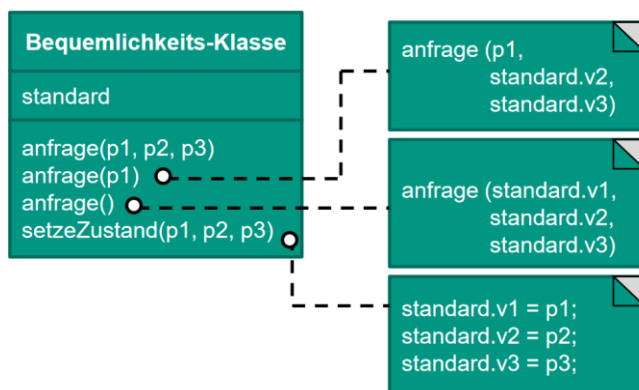 Bequemlichkeits-Klasse
standard
anfrage(p1, p2, p3)
anfrage(p1)
anfrage()
setzeZustand(p1, p2, p3)
anfrage (p1,
standard.v2,
standard.v3)
anfrage (standard.v1,
standard.v2,
standard.v3)
standard.v1 = p1;
standard.v2 = p2;
standard.v3 = p3;